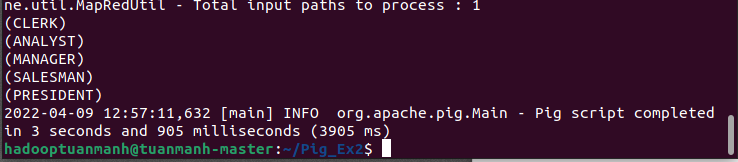 ne.util.MapRedUtil - Total input paths to process : 1
(CLERK)
(ANALYST)
(MANAGER)
(SALESMAN)
(PRESIDENT)
2022-04-09 12:57:11,632 [main] INFO  org.apache.pig.Main - Pig script completed
in 3 seconds and 905 milliseconds (3905 ms)
hadooptuanmanh@tuanmanh-master:~/Pig_Ex2$